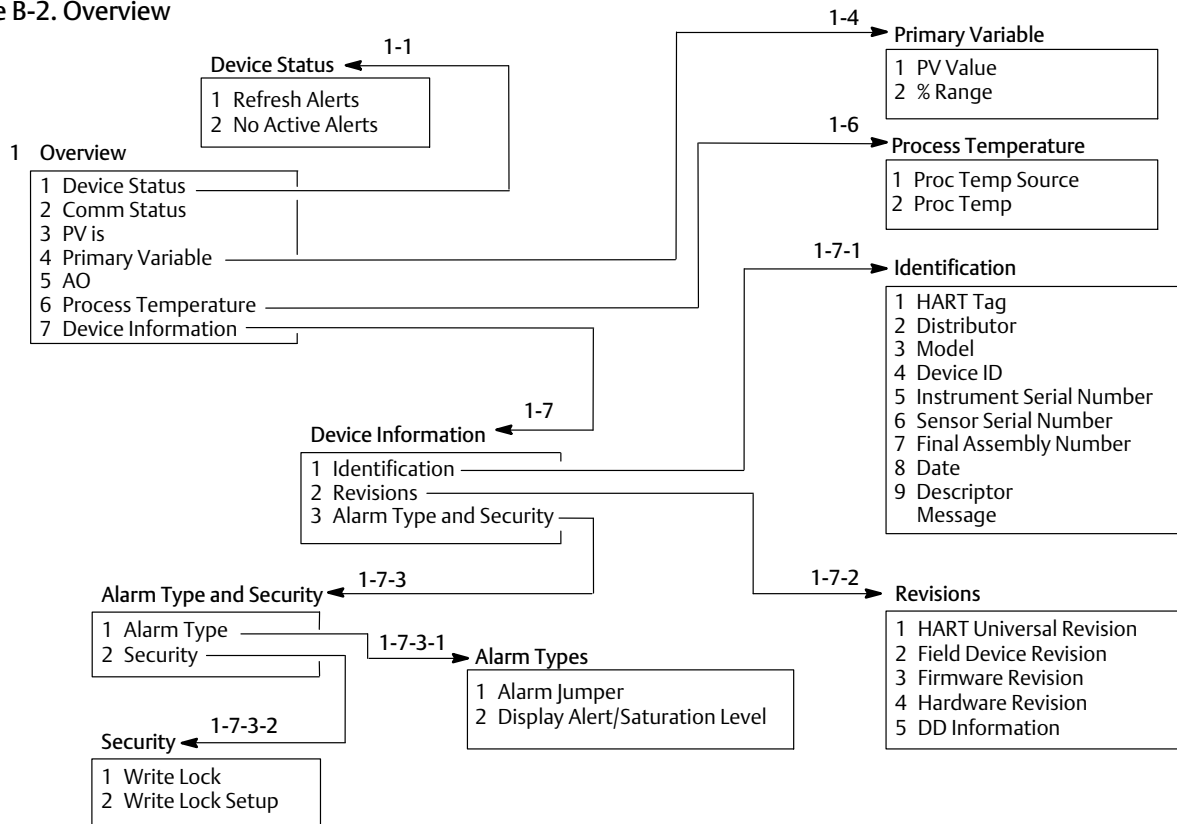 e B-2. Overview
1-1
Device Status
1 Refresh Alerts
2 No Active Alerts
1 Overview
1 Device Status
2 Comm Status
3 PV is
4 Primary Variable
5 AO
6 Process Temperature
7 Device Information
1-4
Primary Variable
1 PV Value
2 % Range
1-6
Process Temperature
1 Proc Temp Source
2 Proc Temp
1-7-1
Identification
1 HART Tag
2 Distributor
3 Model
4 Device ID
5 Instrument Serial Number
6 Sensor Serial Number
7 Final Assembly Number
8 Date
9 Descriptor
Message
1-7
Device Information
1 Identification
2 Revisions
3 Alarm Type and Security
1-7-2
Revisions
1 HART Universal Revision
2 Field Device Revision
3 Firmware Revision
4 Hardware Revision
5 DD Information
1-7-3
Alarm Type and Security
1 Alarm Type
2 Security
1-7-3-1
Alarm Types
1 Alarm Jumper
2 Display Alert/Saturation Level
1-7-3-2
Security
1 Write Lock
2 Write Lock Setup